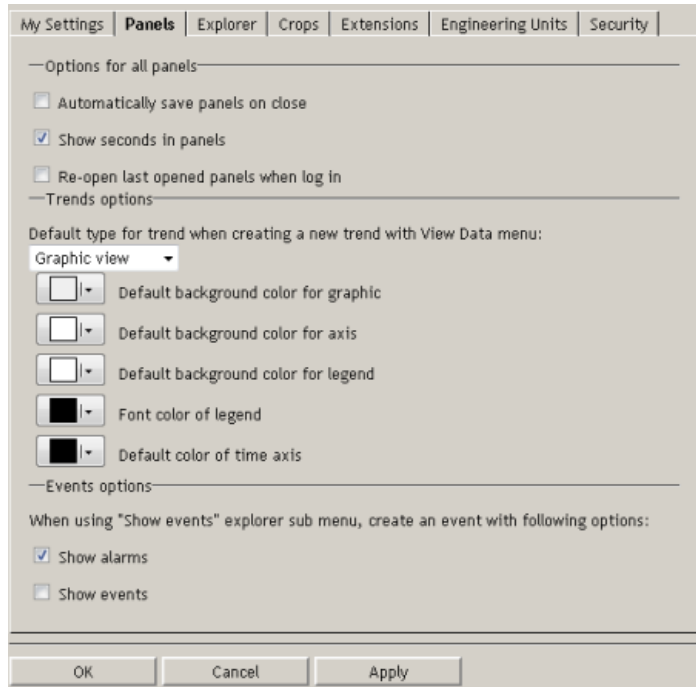 My Settings Panels Explorer Crops Extensions Engineering Units Security
Options for all panels
Automatically save panels on close
Show seconds in panels
Re-open last opened panels when log in
Trends options
Default type for trend when creating a new trend with View Data menu:
Graphic view
Default background color for graphic
Default background color for axis
Default background color for legend
Font color of legend
Default color of time axis
Events options
When using "Show events" explorer sub menu, create an event with following options:
Show alarms
Show events
OK Cancel Apply